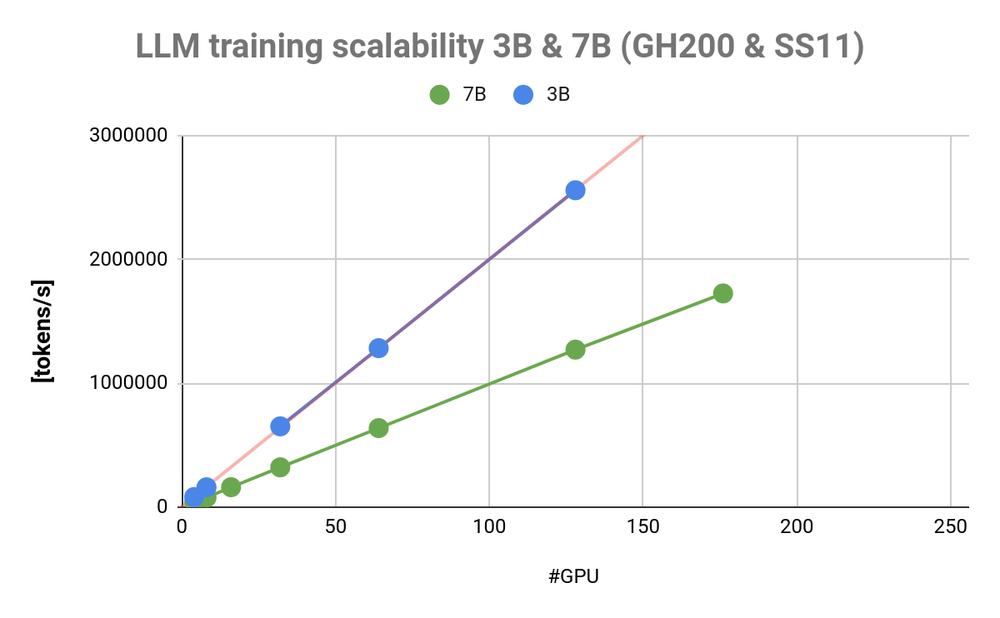 LLM training scalability 3B & 7B (GH200 & SS11)
7B 3B
3000000
2000000
1000000
0
[tokens/s]
0 50 100 150 200 250
#GPU